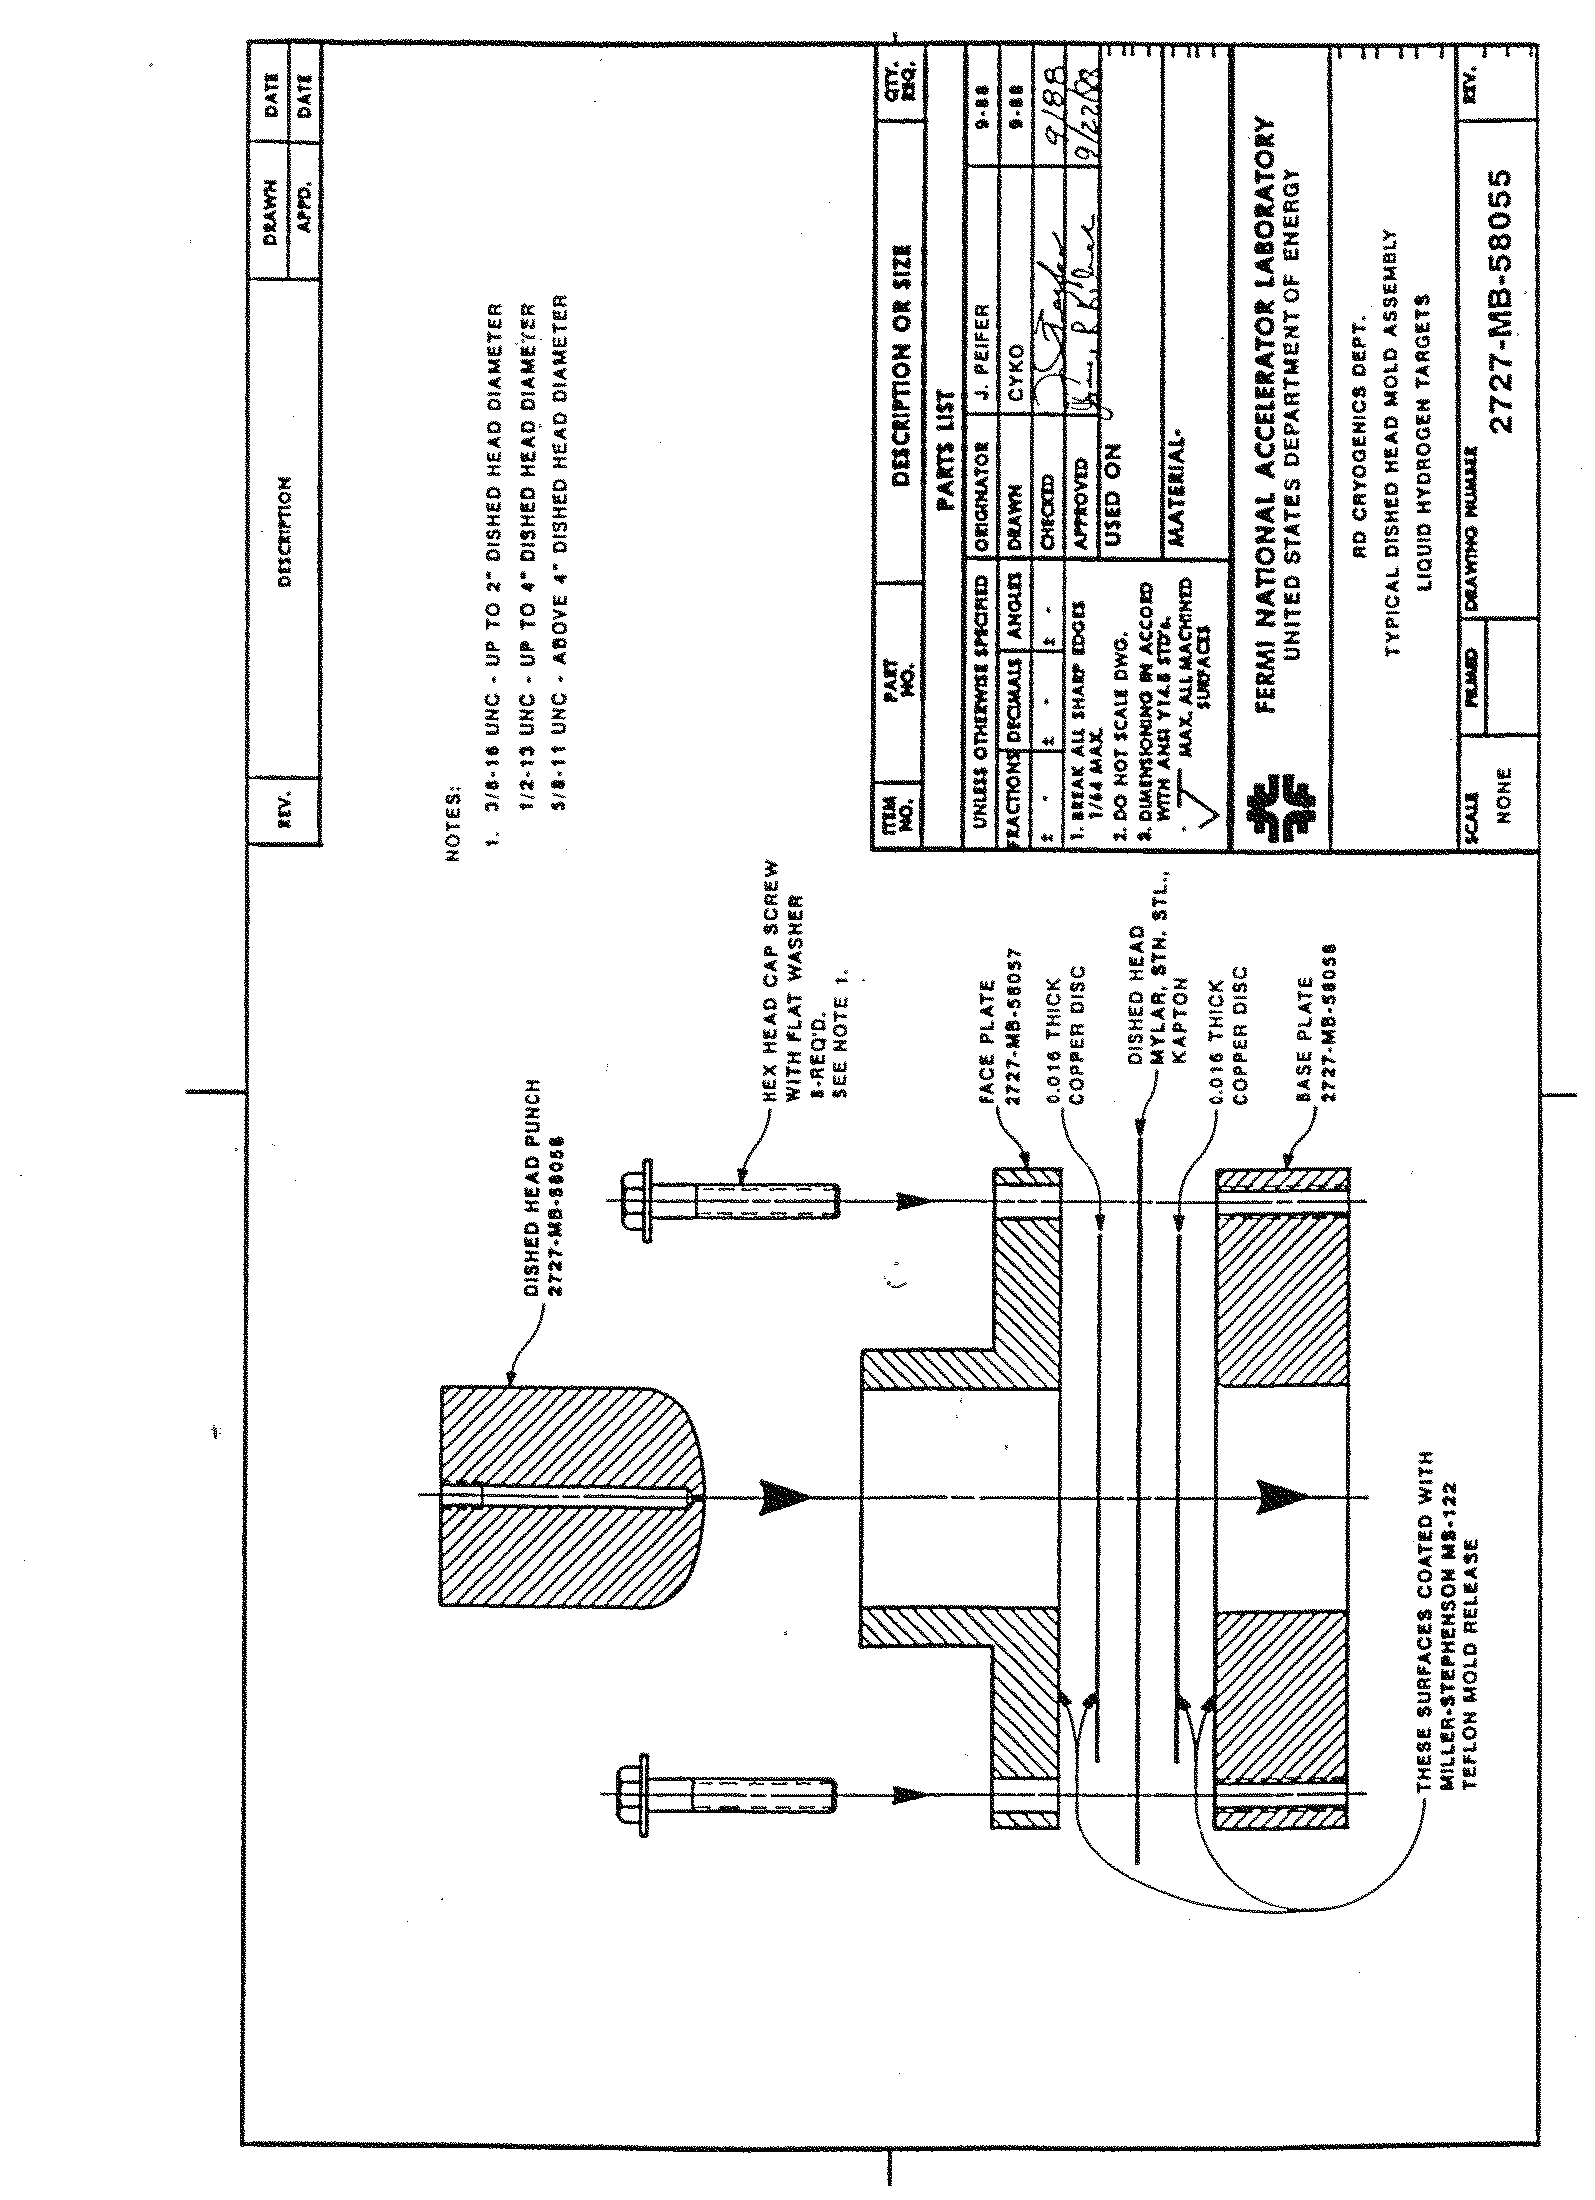 REV.
DESCRIPTION
DRAWN
DATE
APPD.
DATE
NOTES:
1. 3/8-16 UNC - UP TO 2" DISHED HEAD DIAMETER
1/2-13 UNC - UP TO 4" DISHED HEAD DIAMETER
5/8-11 UNC - ABOVE 4" DISHED HEAD DIAMETER
DISHED HEAD PUNCH
2727-MB-58056
HEX HEAD CAP SCREW
WITH FLAT WASHER
8-REQ'D.
SEE NOTE 1.
FACE PLATE
2727-MB-58057
0.016 THICK
COPPER DISC
DISHED HEAD
MYLAR, STN. STL.,
KAPTON
0.016 THICK
COPPER DISC
BASE PLATE
2727-MB-58058
THESE SURFACES COATED WITH
MILLER-STEPHENSON MS-122
TEFLON MOLD RELEASE
ITEM NO.
PART NO.
DESCRIPTION OR SIZE
QTY. REQ.
PARTS LIST
UNLESS OTHERWISE SPECIFIED
FRACTIONS DECIMALS ANGLES
± ± ±
1. BREAK ALL SHARP EDGES
1/64 MAX.
2. DO NOT SCALE DWG.
3. DIMENSIONING IN ACCORD
WITH ANSI Y14.5 STD's.
MAX. ALL MACHINED
SURFACES
ORIGINATOR J. PEIFER 9-88
DRAWN CYKO 9-88
CHECKED 9/88
APPROVED 9/22/88
USED ON
MATERIAL-
FERMI NATIONAL ACCELERATOR LABORATORY
UNITED STATES DEPARTMENT OF ENERGY
RD CRYOGENICS DEPT.
TYPICAL DISHED HEAD MOLD ASSEMBLY
LIQUID HYDROGEN TARGETS
SCALE
NONE
FILMED
DRAWING NUMBER
2727-MB-58055
REV.